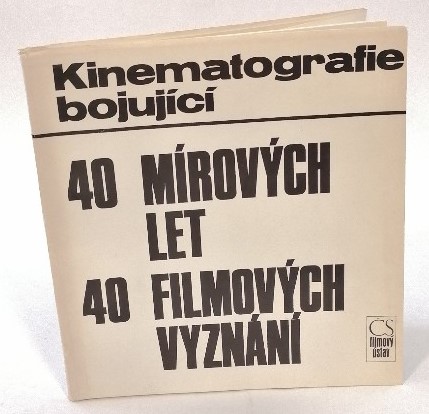 Kinematografie
bojující
40 MÍROVÝCH
LET
40 FILMOVÝCH
VYZNÁNÍ
ČS
filmový
ústav